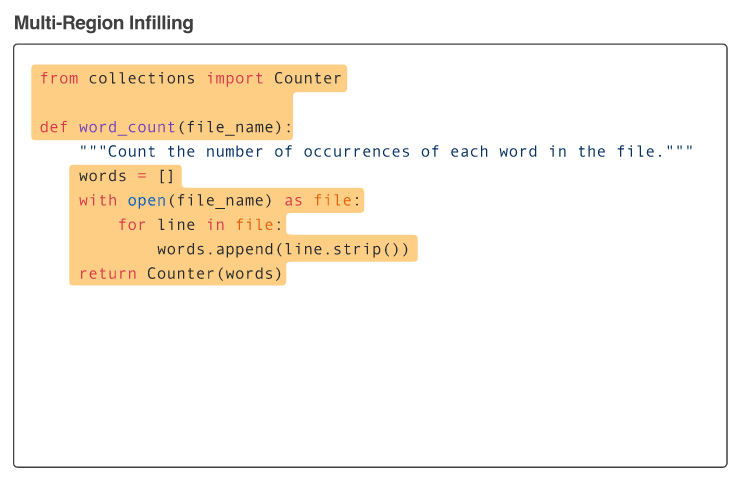 Multi-Region Infilling
from collections import Counter
def word_count(file_name):
    """Count the number of occurrences of each word in the file."""
    words = []
    with open(file_name) as file:
        for line in file:
            words.append(line.strip())
    return Counter(words)